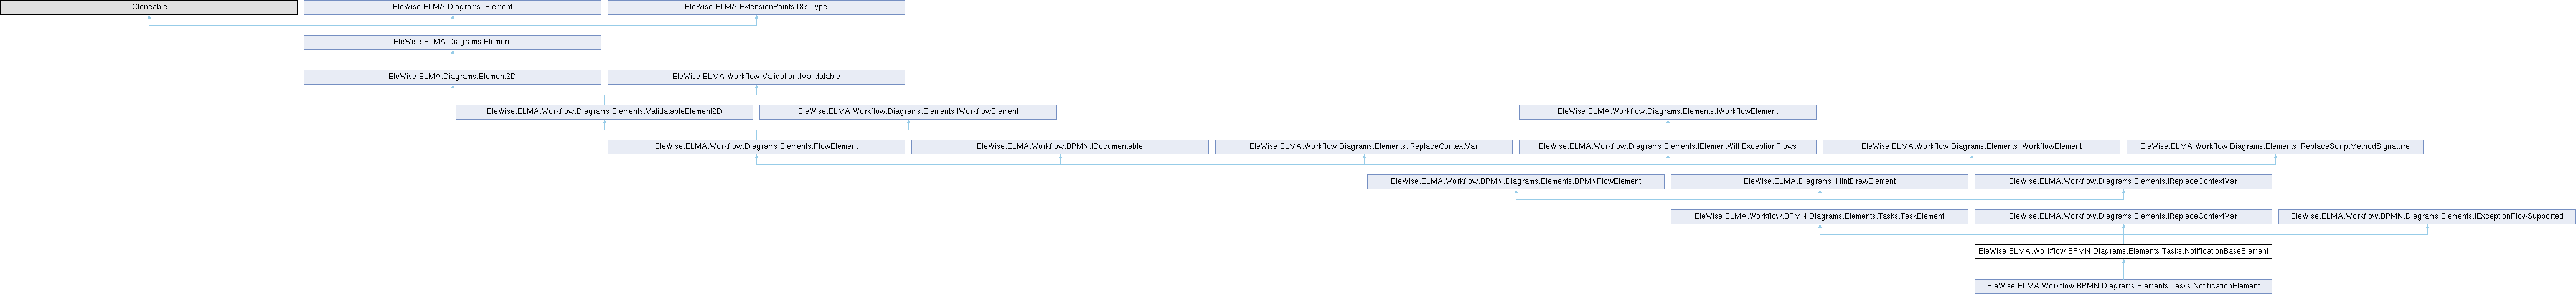 ICloneable
EleWise.ELMA.Diagrams.IElement
EleWise.ELMA.ExtensionPoints.IXsiType
EleWise.ELMA.Diagrams.Element
EleWise.ELMA.Diagrams.Element2D
EleWise.ELMA.Workflow.Validation.IValidatable
EleWise.ELMA.Workflow.Diagrams.Elements.ValidatableElement2D
EleWise.ELMA.Workflow.Diagrams.Elements.IWorkflowElement
EleWise.ELMA.Workflow.Diagrams.Elements.IWorkflowElement
EleWise.ELMA.Workflow.Diagrams.Elements.FlowElement
EleWise.ELMA.Workflow.BPMN.IDocumentable
EleWise.ELMA.Workflow.Diagrams.Elements.IReplaceContextVar
EleWise.ELMA.Workflow.Diagrams.Elements.IElementWithExceptionFlows
EleWise.ELMA.Workflow.Diagrams.Elements.IWorkflowElement
EleWise.ELMA.Workflow.Diagrams.Elements.IReplaceScriptMethodSignature
EleWise.ELMA.Workflow.BPMN.Diagrams.Elements.BPMNFlowElement
EleWise.ELMA.Diagrams.IHintDrawElement
EleWise.ELMA.Workflow.Diagrams.Elements.IReplaceContextVar
EleWise.ELMA.Workflow.BPMN.Diagrams.Elements.Tasks.TaskElement
EleWise.ELMA.Workflow.Diagrams.Elements.IReplaceContextVar
EleWise.ELMA.Workflow.BPMN.Diagrams.Elements.IExceptionFlowSupported
EleWise.ELMA.Workflow.BPMN.Diagrams.Elements.Tasks.NotificationBaseElement
EleWise.ELMA.Workflow.BPMN.Diagrams.Elements.Tasks.NotificationElement